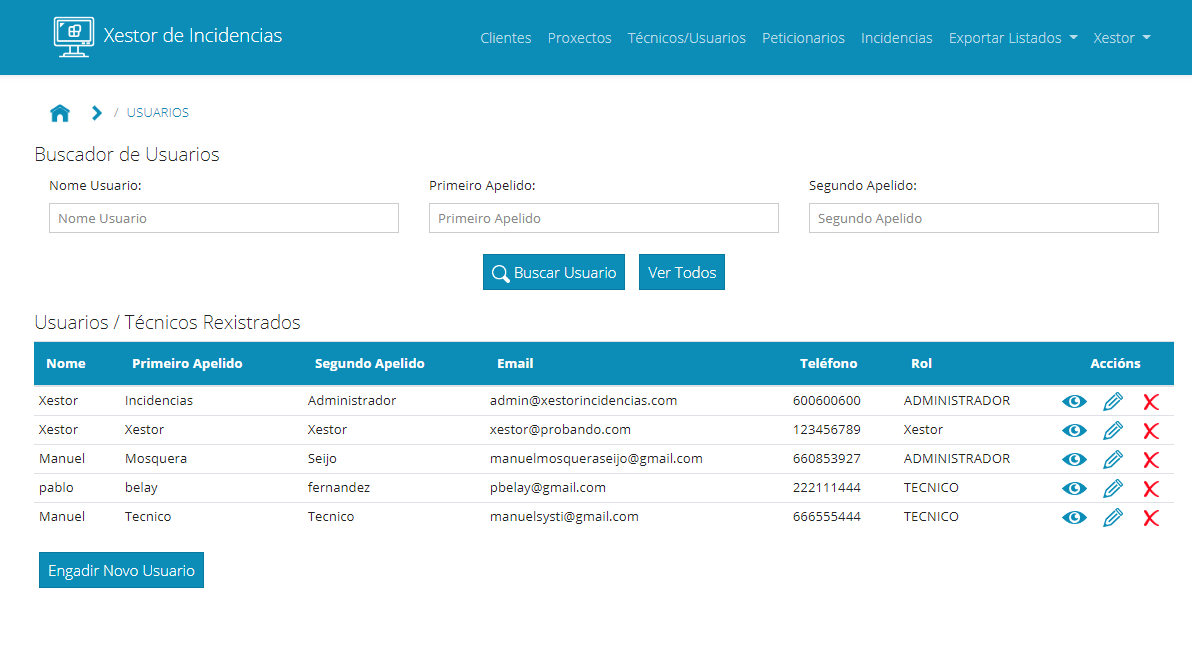 Xestor de Incidencias
Clientes Proxectos Técnicos/Usuarios Peticionarios Incidencias Exportar Listados Xestor
/ USUARIOS
Buscador de Usuarios
Nome Usuario: Primeiro Apelido: Segundo Apelido:
Nome Usuario Primeiro Apelido Segundo Apelido
Buscar Usuario Ver Todos
Usuarios / Técnicos Rexistrados
Nome Primeiro Apelido Segundo Apelido Email Teléfono Rol Accións
Xestor Incidencias Administrador admin@xestorincidencias.com 600600600 ADMINISTRADOR
Xestor Xestor Xestor xestor@probando.com 123456789 Xestor
Manuel Mosquera Seijo manuelmosqueraseijo@gmail.com 660853927 ADMINISTRADOR
pablo belay fernandez pbelay@gmail.com 222111444 TECNICO
Manuel Tecnico Tecnico manuelsysti@gmail.com 666555444 TECNICO
Engadir Novo Usuario